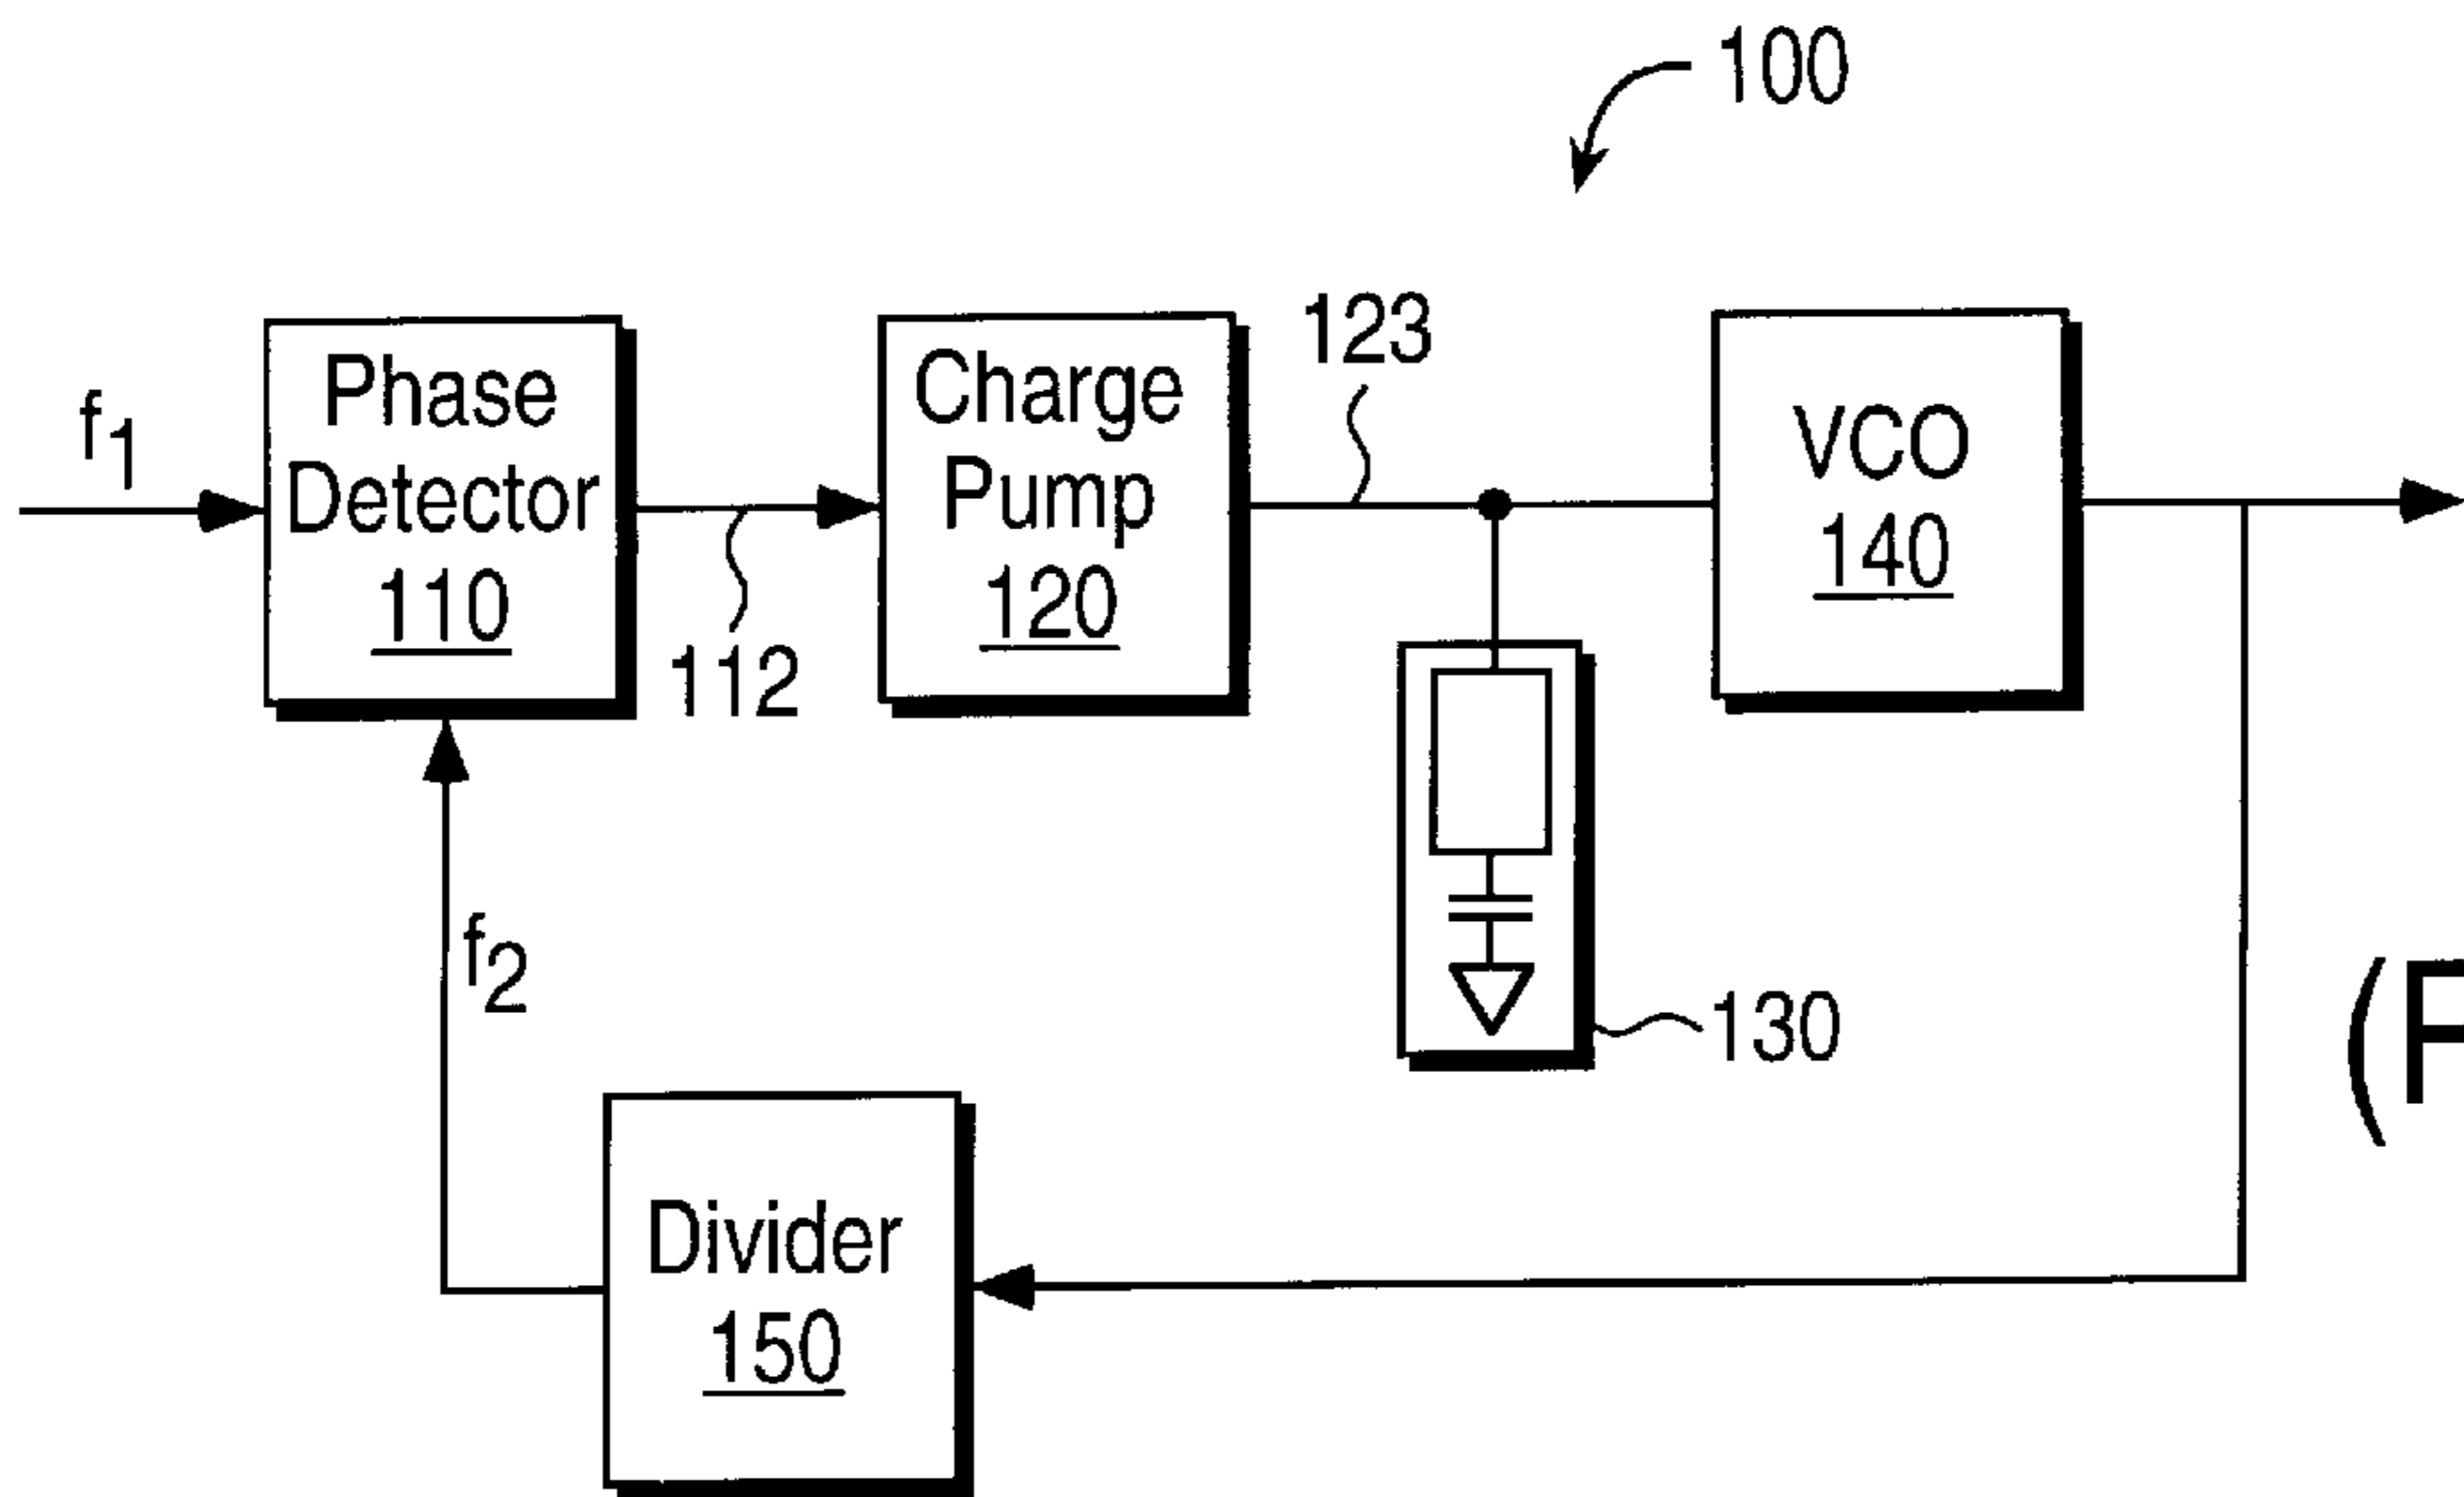 100
f1
Phase
Detector
110
112
Charge
Pump
120
123
VCO
140
130
f2
Divider
150